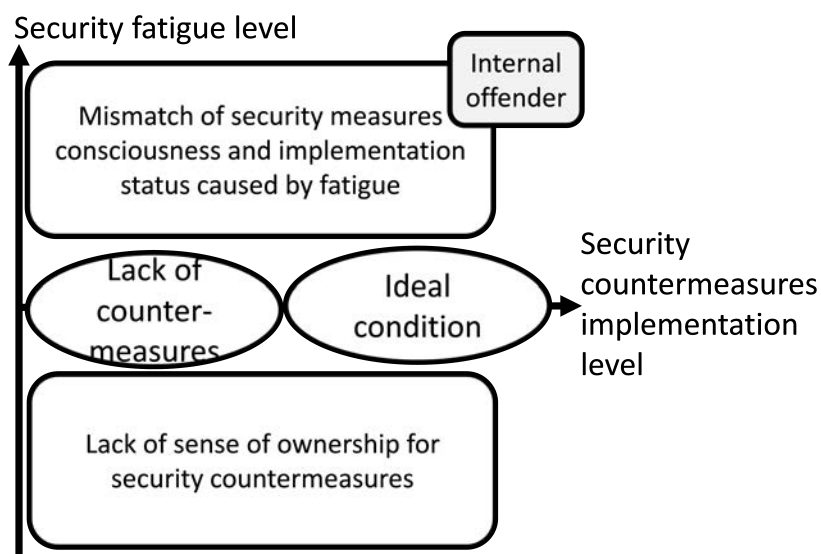 Security fatigue level
Internal
offender
Mismatch of security measures
consciousness and implementation
status caused by fatigue
Lack of
counter-
measures
Ideal
condition
Security
countermeasures
implementation
level
Lack of sense of ownership for
security countermeasures